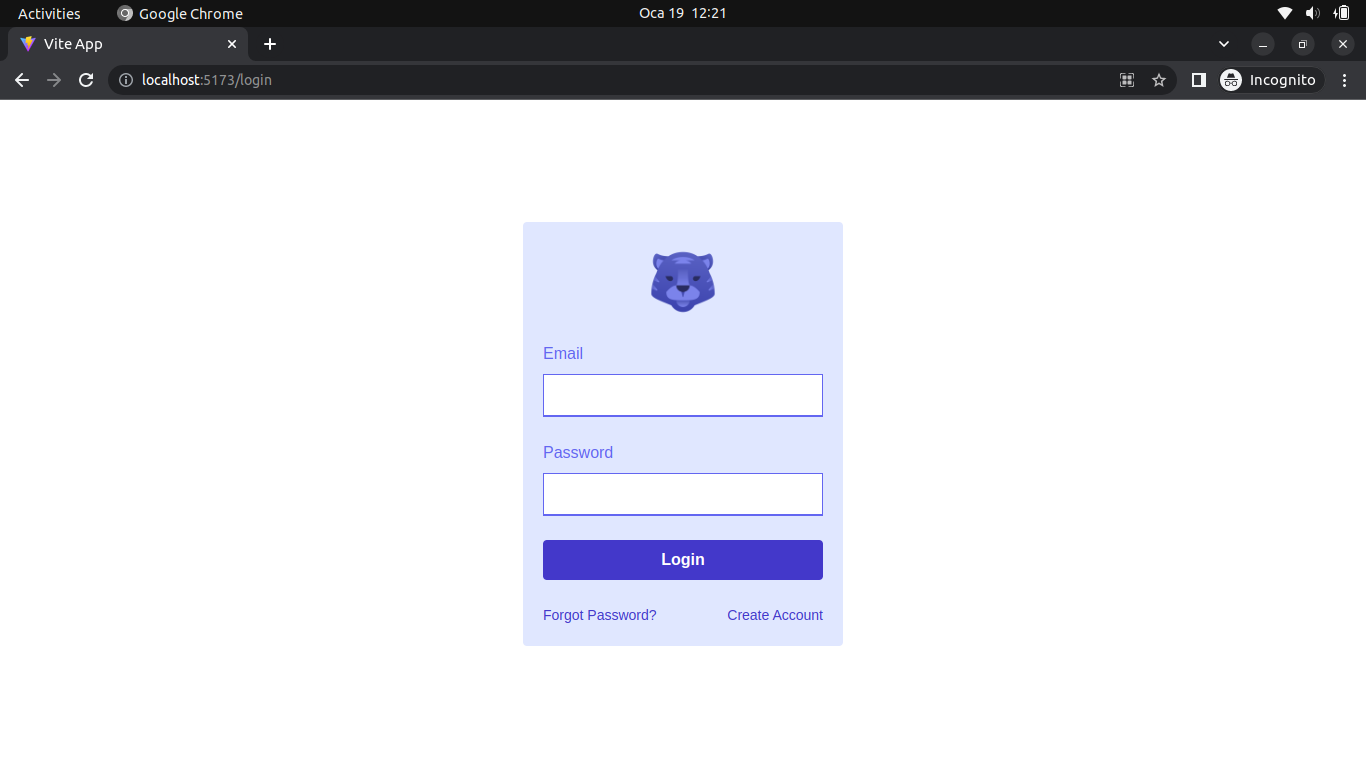 Activities Google Chrome Oca 19 12:21
Vite App
localhost:5173/login Incognito
Email
Password
Login
Forgot Password? Create Account